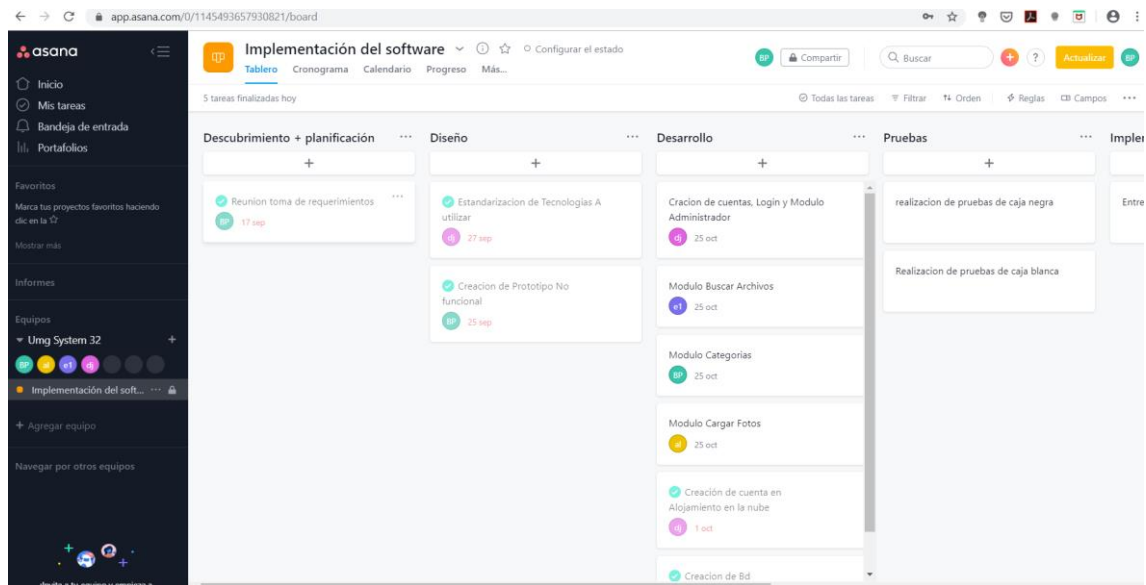 app.asana.com/0/1145493657930821/board
asana
Inicio
Mis tareas
Bandeja de entrada
Portafolios
Favoritos
Marca tus proyectos favoritos haciendo
clic en la
Mostrar más
Informes
Equipos
Umg System 32
BP al e1 dj
Implementación del soft...
Agregar equipo
Navegar por otros equipos
Implementación del software
Configurar el estado
Tablero Cronograma Calendario Progreso Más...
BP
Compartir
Buscar
?
Actualizar
BP
5 tareas finalizadas hoy
Todas las tareas Filtrar Orden Reglas Campos
Descubrimiento + planificación
Reunion toma de requerimientos
BP 17 sep
Diseño
Estandarizacion de Tecnologias A
utilizar
dj 27 sep
Creacion de Prototipo No
funcional
BP 25 sep
Desarrollo
Cracion de cuentas, Login y Modulo
Administrador
dj 25 oct
Modulo Buscar Archivos
e1 25 oct
Modulo Categorias
BP 25 oct
Modulo Cargar Fotos
al 25 oct
Creación de cuenta en
Alojamiento en la nube
dj 1 oct
Creacion de Bd
Pruebas
realizacion de pruebas de caja negra
Realizacion de pruebas de caja blanca
Impler
Entre